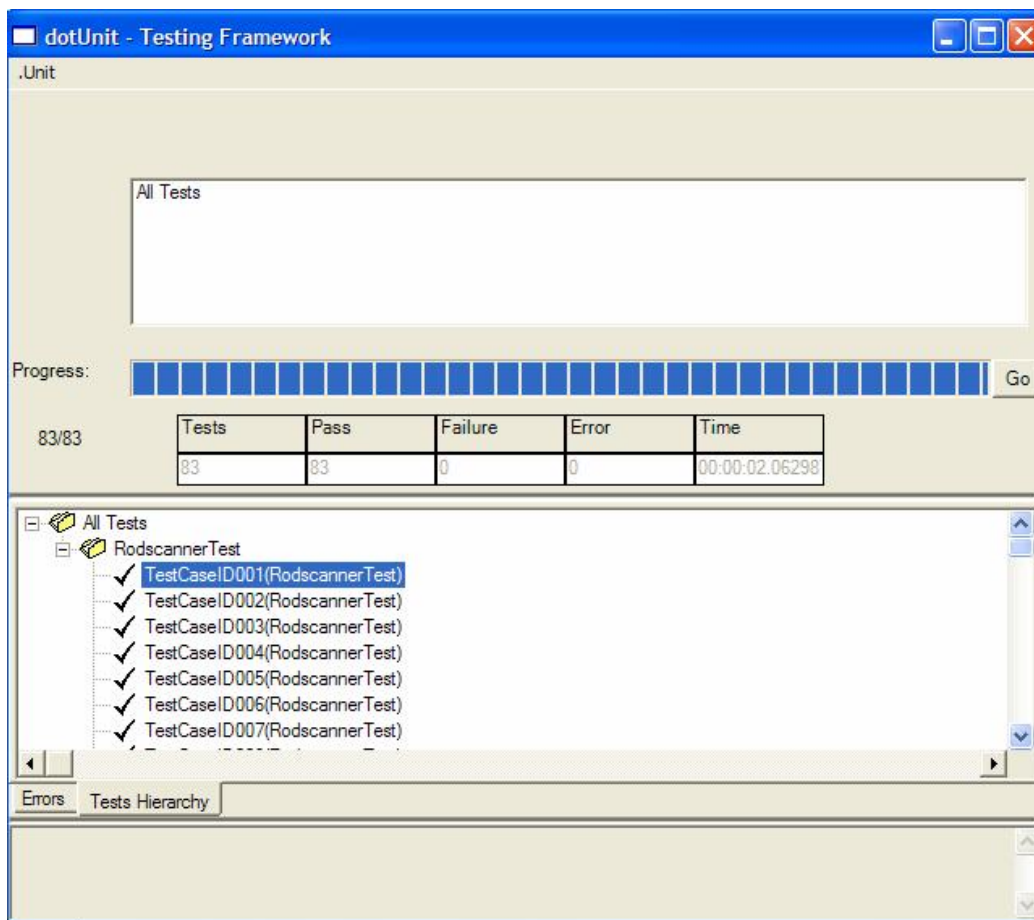 dotUnit - Testing Framework
.Unit
All Tests
Progress:
Go
83/83
Tests Pass Failure Error Time
83 83 0 0 00:00:02.06298
All Tests
RodscannerTest
TestCaseID001(RodscannerTest)
TestCaseID002(RodscannerTest)
TestCaseID003(RodscannerTest)
TestCaseID004(RodscannerTest)
TestCaseID005(RodscannerTest)
TestCaseID006(RodscannerTest)
TestCaseID007(RodscannerTest)
Errors Tests Hierarchy